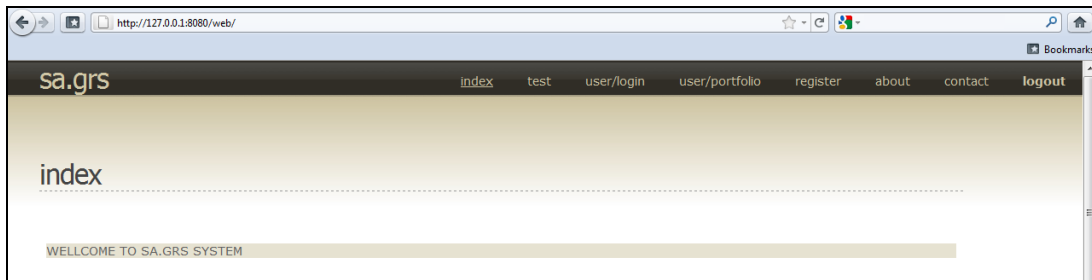 http://127.0.0.1:8080/web/
Bookmarks
sa.grs index test user/login user/portfolio register about contact logout
index
WELLCOME TO SA.GRS SYSTEM